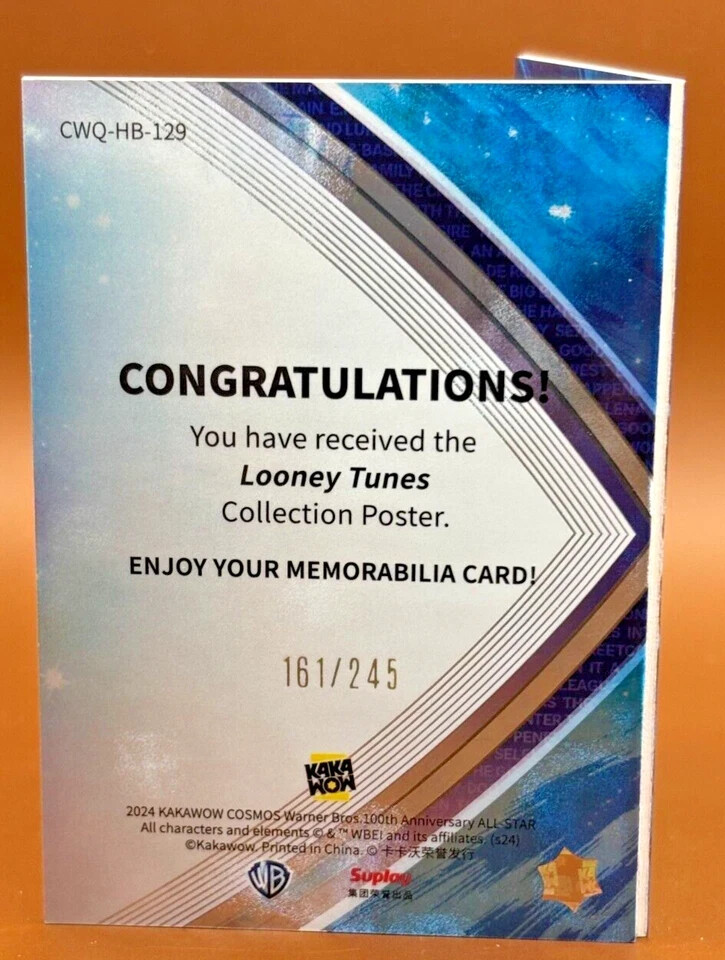 CWQ-HB-129
CONGRATULATIONS!
You have received the
Looney Tunes
Collection Poster.
ENJOY YOUR MEMORABILIA CARD!
161/245
KAKA
WOW
2024 KAKAWOW COSMOS Warner Bros.100th Anniversary ALL-STAR
All characters and elements © & ™ WBEI and its affiliates. (s24)
©Kakawow. Printed in China. © 卡卡沃荣誉发行
WB
Suplay
集团荣誉出品